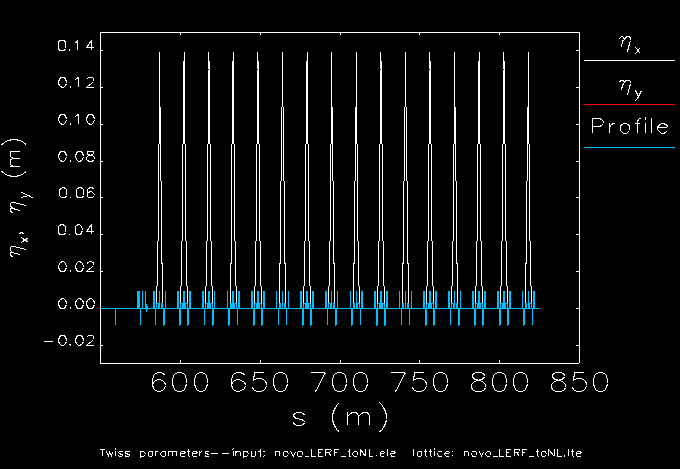 0.14
0.12
0.10
0.08
0.06
0.04
0.02
0.00
−0.02
ηx, ηy (m)
600 650 700 750 800 850
s (m)
ηx
ηy
Profile
Twiss parameters−−input: novo_LERF_toNL.ele lattice: novo_LERF_toNL.lte